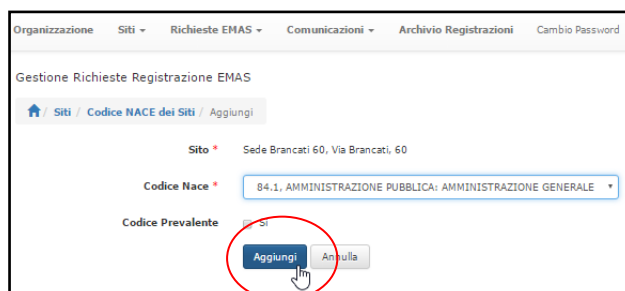 Organizzazione Siti Richieste EMAS Comunicazioni Archivio Registrazioni Cambio Password
Gestione Richieste Registrazione EMAS
/ Siti / Codice NACE dei Siti / Aggiungi
Sito * Sede Brancati 60, Via Brancati, 60
Codice Nace * 84.1, AMMINISTRAZIONE PUBBLICA: AMMINISTRAZIONE GENERALE
Codice Prevalente Si
Aggiungi Annulla